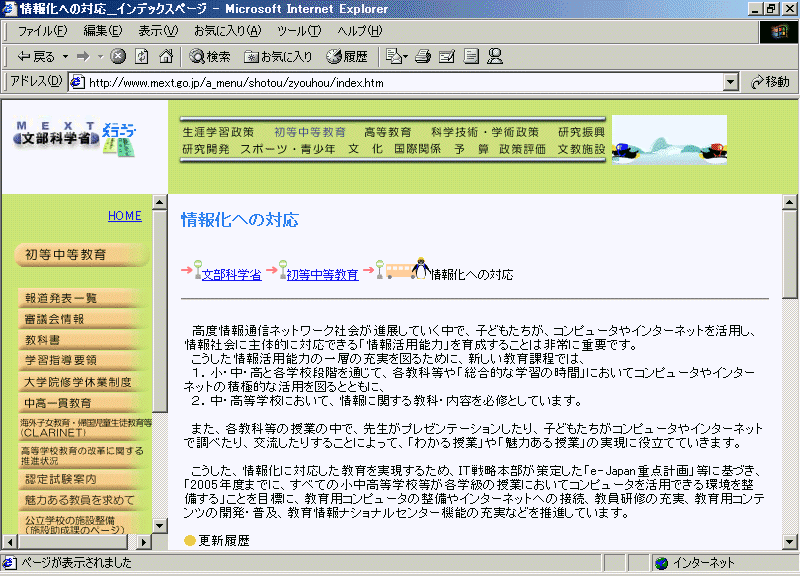 情報化への対応__インデックスページ - Microsoft Internet Explorer
ファイル(F) 編集(E) 表示(V) お気に入り(A) ツール(T) ヘルプ(H)
戻る 検索 お気に入り 履歴
アドレス(D) http://www.mext.go.jp/a_menu/shotou/zyouhou/index.htm 移動
MEXT
文部科学省
生涯学習政策 初等中等教育 高等教育 科学技術・学術政策 研究振興
研究開発 スポーツ・青少年 文 化 国際関係 予 算 政策評価 文教施設
HOME
初等中等教育
報道発表一覧
審議会情報
教科書
学習指導要領
大学院修学休業制度
中高一貫教育
海外子女教育・帰国児童生徒教育等
(CLARINET)
高等学校教育の改革に関する
推進状況
認定試験案内
魅力ある教員を求めて
公立学校の施設整備
(施設助成課のページ)
情報化への対応
文部科学省 初等中等教育 情報化への対応
高度情報通信ネットワーク社会が進展していく中で、子どもたちが、コンピュータやインターネットを活用し、
情報社会に主体的に対応できる「情報活用能力」を育成することは非常に重要です。
こうした情報活用能力の一層の充実を図るために、新しい教育課程では、
１．小・中・高と各学校段階を通じて、各教科等や「総合的な学習の時間」においてコンピュータやインター
ネットの積極的な活用を図るとともに、
２．中・高等学校において、情報に関する教科・内容を必修としています。
また、各教科等の授業の中で、先生がプレゼンテーションしたり、子どもたちがコンピュータやインターネット
で調べたり、交流したりすることによって、「わかる授業」や「魅力ある授業」の実現に役立てていきます。
こうした、情報化に対応した教育を実現するため、IT戦略本部が策定した「e-Japan重点計画」等に基づき、
「2005年度までに、すべての小中高等学校等が各学級の授業においてコンピュータを活用できる環境を整
備する」ことを目標に、教育用コンピュータの整備やインターネットへの接続、教員研修の充実、教育用コンテ
ンツの開発・普及、教育情報ナショナルセンター機能の充実などを推進しています。
更新履歴
ページが表示されました インターネット